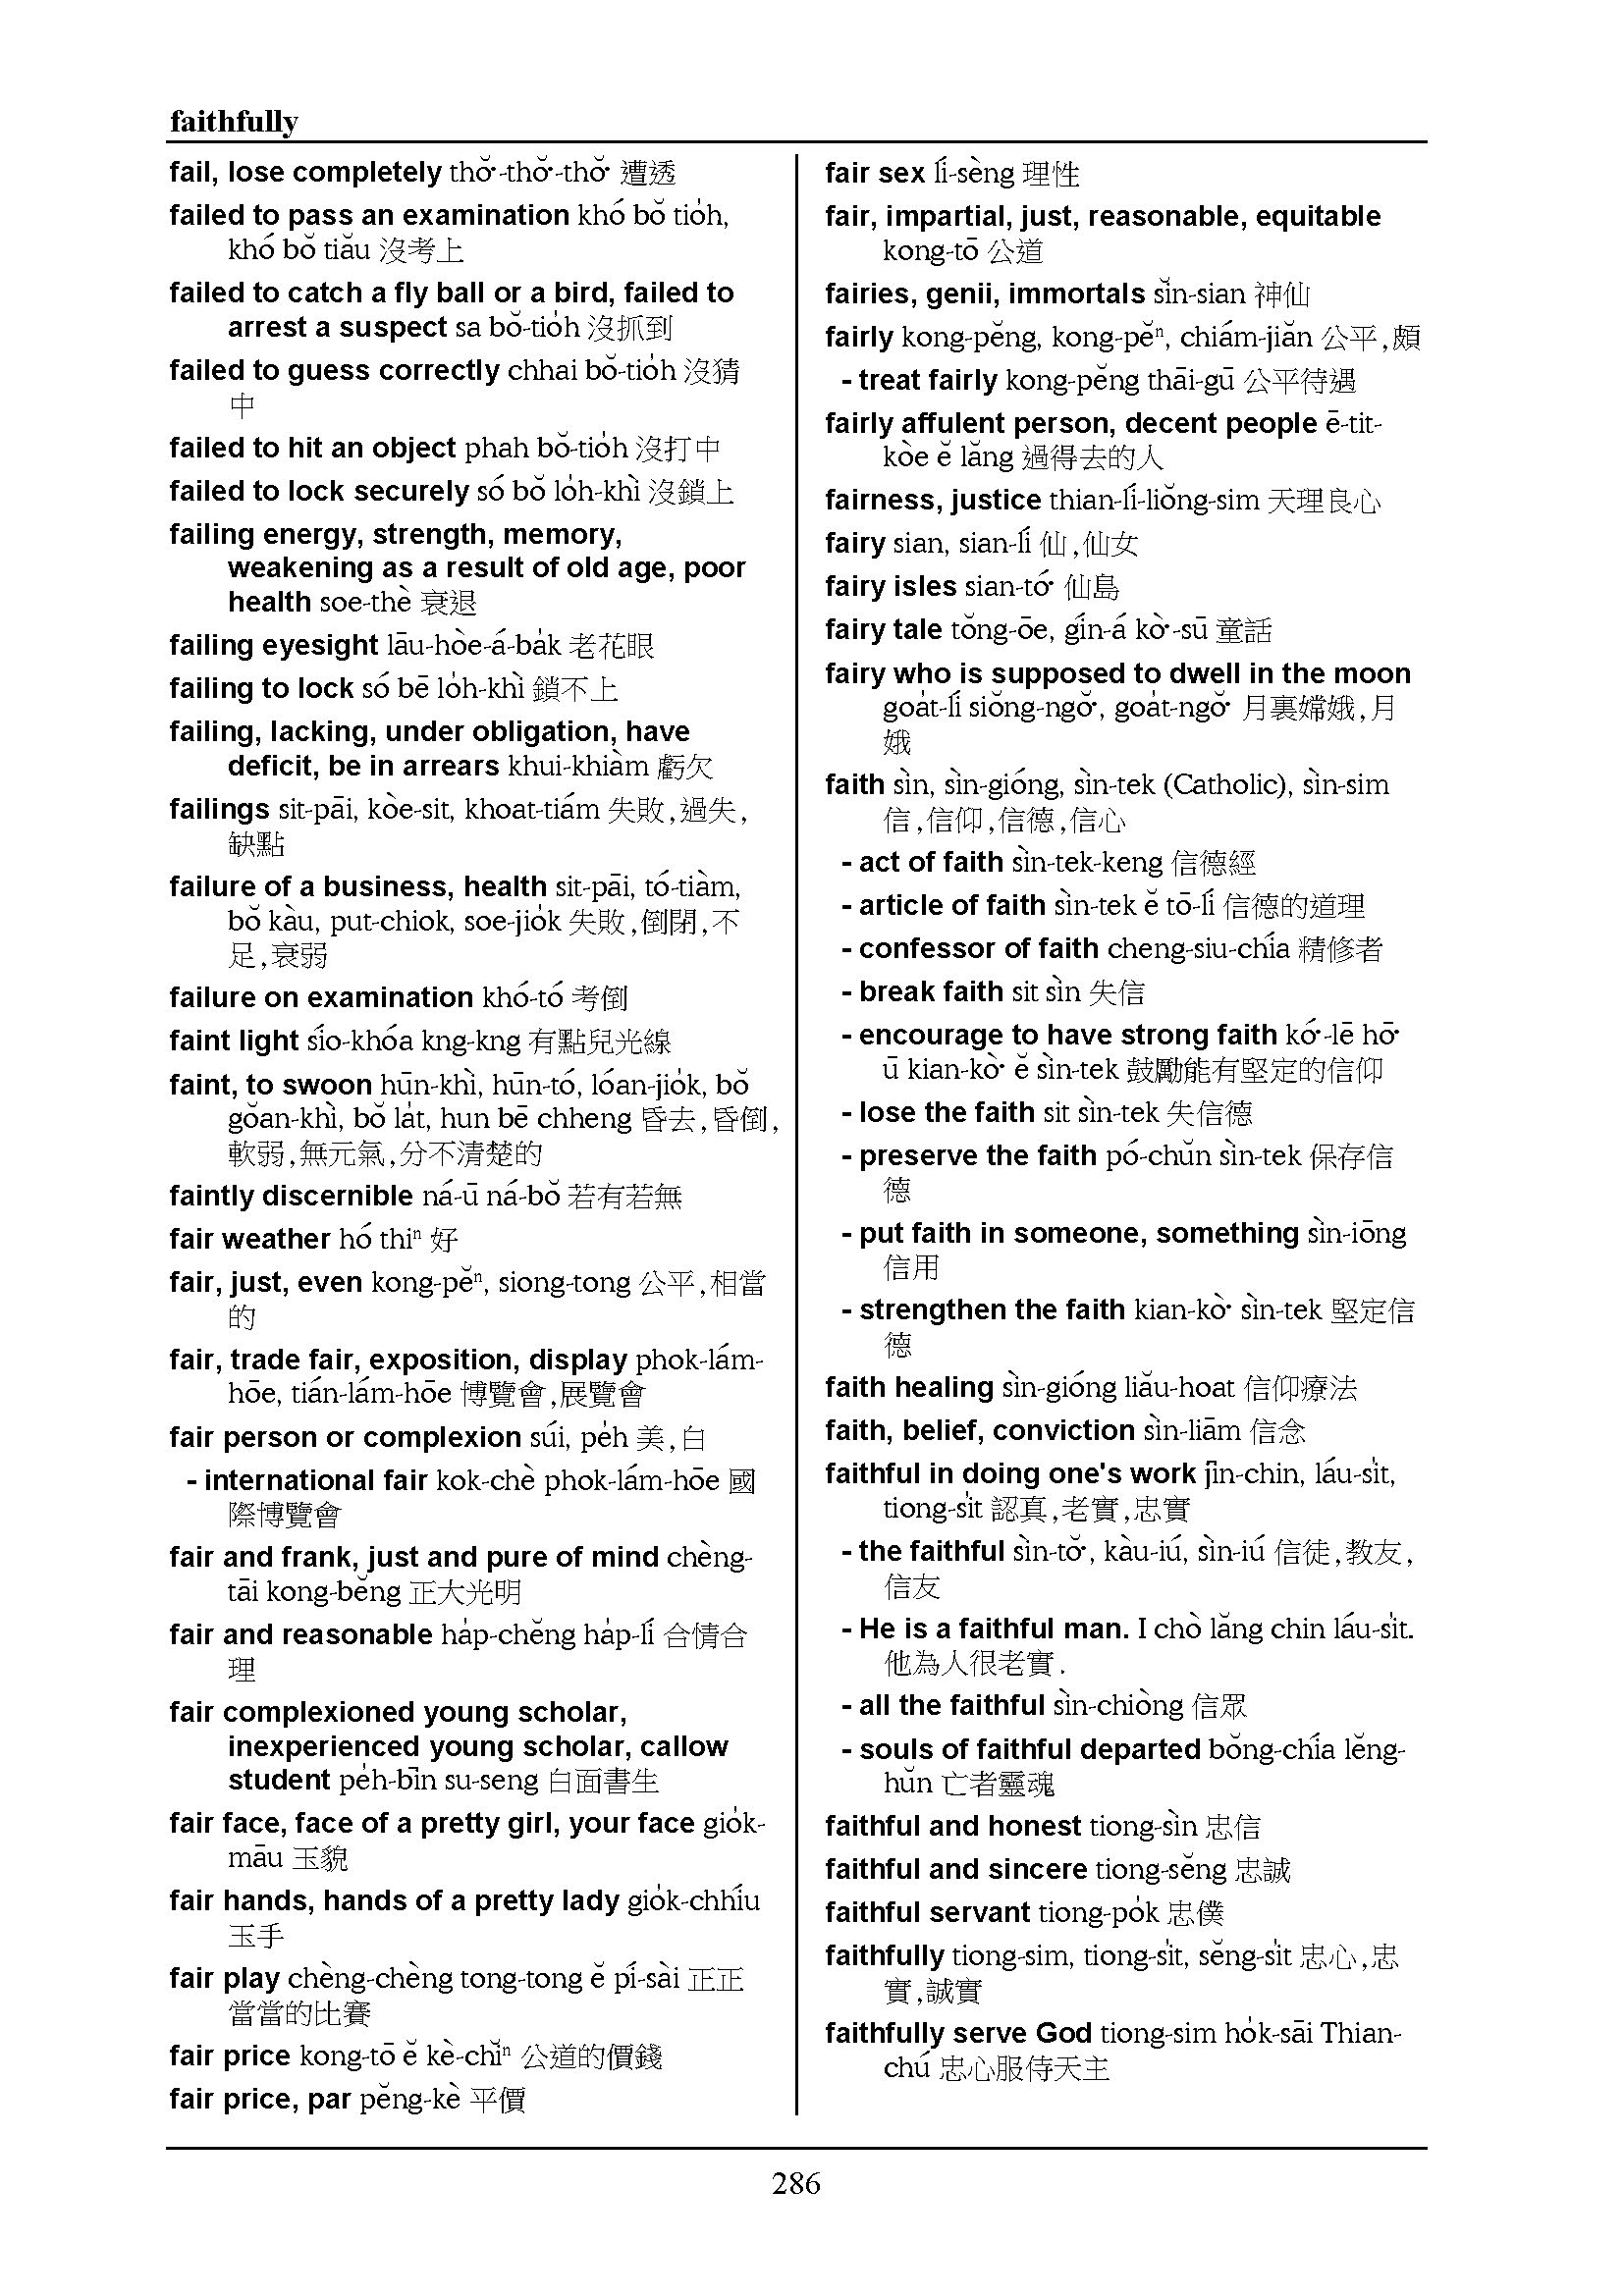 faithfully
fail, lose completely thŏ͘-thŏ͘-thŏ͘ 遭透
failed to pass an examination khó bŏ tio̍h,
khó bŏ tiău 沒考上
failed to catch a fly ball or a bird, failed to
arrest a suspect sa bŏ-tio̍h 沒抓到
failed to guess correctly chhai bŏ-tio̍h 沒猜
中
failed to hit an object phah bŏ-tio̍h 沒打中
failed to lock securely só bŏ lo̍h-khì 沒鎖上
failing energy, strength, memory,
weakening as a result of old age, poor
health soe-thè 衰退
failing eyesight lāu-hòe-á-ba̍k 老花眼
failing to lock só bē lo̍h-khì 鎖不上
failing, lacking, under obligation, have
deficit, be in arrears khui-khiàm 虧欠
failings sit-pāi, kòe-sit, khoat-tiám 失敗,過失,
缺點
failure of a business, health sit-pāi, tó-tiàm,
bŏ kàu, put-chiok, soe-jio̍k 失敗,倒閉,不
足,衰弱
failure on examination khó-tó 考倒
faint light sío-khóa kng-kng 有點兒光線
faint, to swoon hūn-khì, hūn-tó, lóan-jio̍k, bŏ
gŏan-khì, bŏ la̍t, hun bē chheng 昏去,昏倒,
軟弱,無元氣,分不清楚的
faintly discernible ná-ū ná-bŏ 若有若無
fair weather hó thiⁿ 好
fair, just, even kong-pĕⁿ, siong-tong 公平,相當
的
fair, trade fair, exposition, display phok-lám-
hōe, tián-lám-hōe 博覽會,展覽會
fair person or complexion súi, pe̍h 美,白
- international fair kok-chè phok-lám-hōe 國
際博覽會
fair and frank, just and pure of mind chèng-
tāi kong-bĕng 正大光明
fair and reasonable ha̍p-chĕng ha̍p-lí 合情合
理
fair complexioned young scholar,
inexperienced young scholar, callow
student pe̍h-bīn su-seng 白面書生
fair face, face of a pretty girl, your face gio̍k-
māu 玉貌
fair hands, hands of a pretty lady gio̍k-chhíu
玉手
fair play chèng-chèng tong-tong ĕ pí-sài 正正
當當的比賽
fair price kong-tō ĕ kè-chĭⁿ 公道的價錢
fair price, par pĕng-kè 平價
fair sex lí-sèng 理性
fair, impartial, just, reasonable, equitable
kong-tō 公道
fairies, genii, immortals sĭn-sian 神仙
fairly kong-pĕng, kong-pĕⁿ, chiám-jiăn 公平,頗
- treat fairly kong-pĕng thāi-gū 公平待遇
fairly affulent person, decent people ē-tit-
kòe ĕ lăng 過得去的人
fairness, justice thian-lí-liŏng-sim 天理良心
fairy sian, sian-lí 仙,仙女
fairy isles sian-tó͘ 仙島
fairy tale tŏng-ōe, gín-á kò͘-sū 童話
fairy who is supposed to dwell in the moon
goa̍t-lí siŏng-ngŏ͘, goa̍t-ngŏ͘ 月裏嫦娥,月
娥
faith sìn, sìn-gióng, sìn-tek (Catholic), sìn-sim
信,信仰,信德,信心
- act of faith sìn-tek-keng 信德經
- article of faith sìn-tek ĕ tō-lí 信德的道理
- confessor of faith cheng-siu-chía 精修者
- break faith sit sìn 失信
- encourage to have strong faith kó͘-lē hō͘
ū kian-kò͘ ĕ sìn-tek 鼓勵能有堅定的信仰
- lose the faith sit sìn-tek 失信德
- preserve the faith pó-chŭn sìn-tek 保存信
德
- put faith in someone, something sìn-iōng
信用
- strengthen the faith kian-kò͘ sìn-tek 堅定信
德
faith healing sìn-gióng liău-hoat 信仰療法
faith, belief, conviction sìn-liām 信念
faithful in doing one's work jīn-chin, láu-si̍t,
tiong-si̍t 認真,老實,忠實
- the faithful sìn-tŏ͘, kàu-iú, sìn-iú 信徒,教友,
信友
- He is a faithful man. I chò lăng chin láu-si̍t.
他為人很老實.
- all the faithful sìn-chiòng 信眾
- souls of faithful departed bŏng-chía lĕng-
hŭn 亡者靈魂
faithful and honest tiong-sìn 忠信
faithful and sincere tiong-sĕng 忠誠
faithful servant tiong-po̍k 忠僕
faithfully tiong-sim, tiong-si̍t, sĕng-si̍t 忠心,忠
實,誠實
faithfully serve God tiong-sim ho̍k-sāi Thian-
chú 忠心服侍天主
286